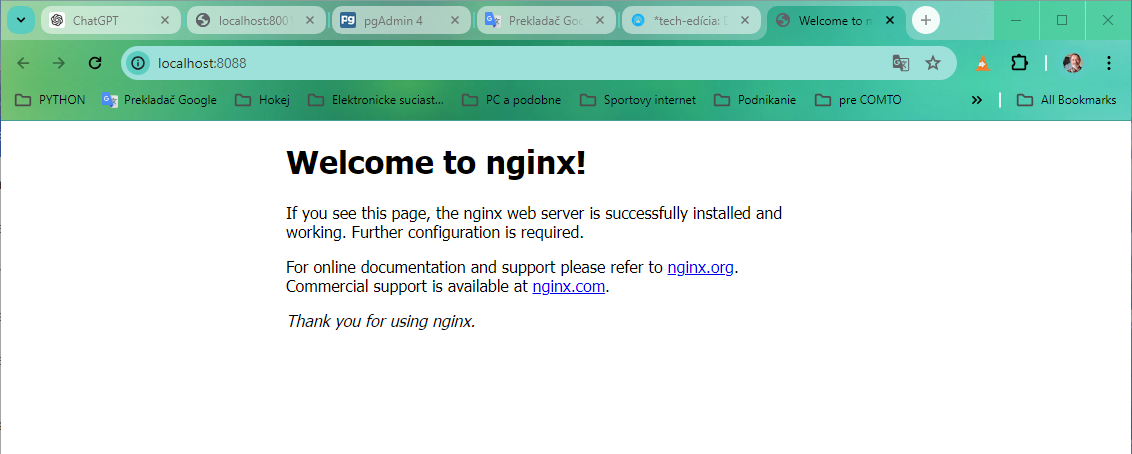 ChatGPT
localhost:8001
pgAdmin 4
Prekladač Goo
*tech-edícia: D
Welcome to n
localhost:8088
PYTHON
Prekladač Google
Hokej
Elektronicke suciast...
PC a podobne
Sportovy internet
Podnikanie
pre COMTO
All Bookmarks
Welcome to nginx!
If you see this page, the nginx web server is successfully installed and
working. Further configuration is required.
For online documentation and support please refer to nginx.org.
Commercial support is available at nginx.com.
Thank you for using nginx.